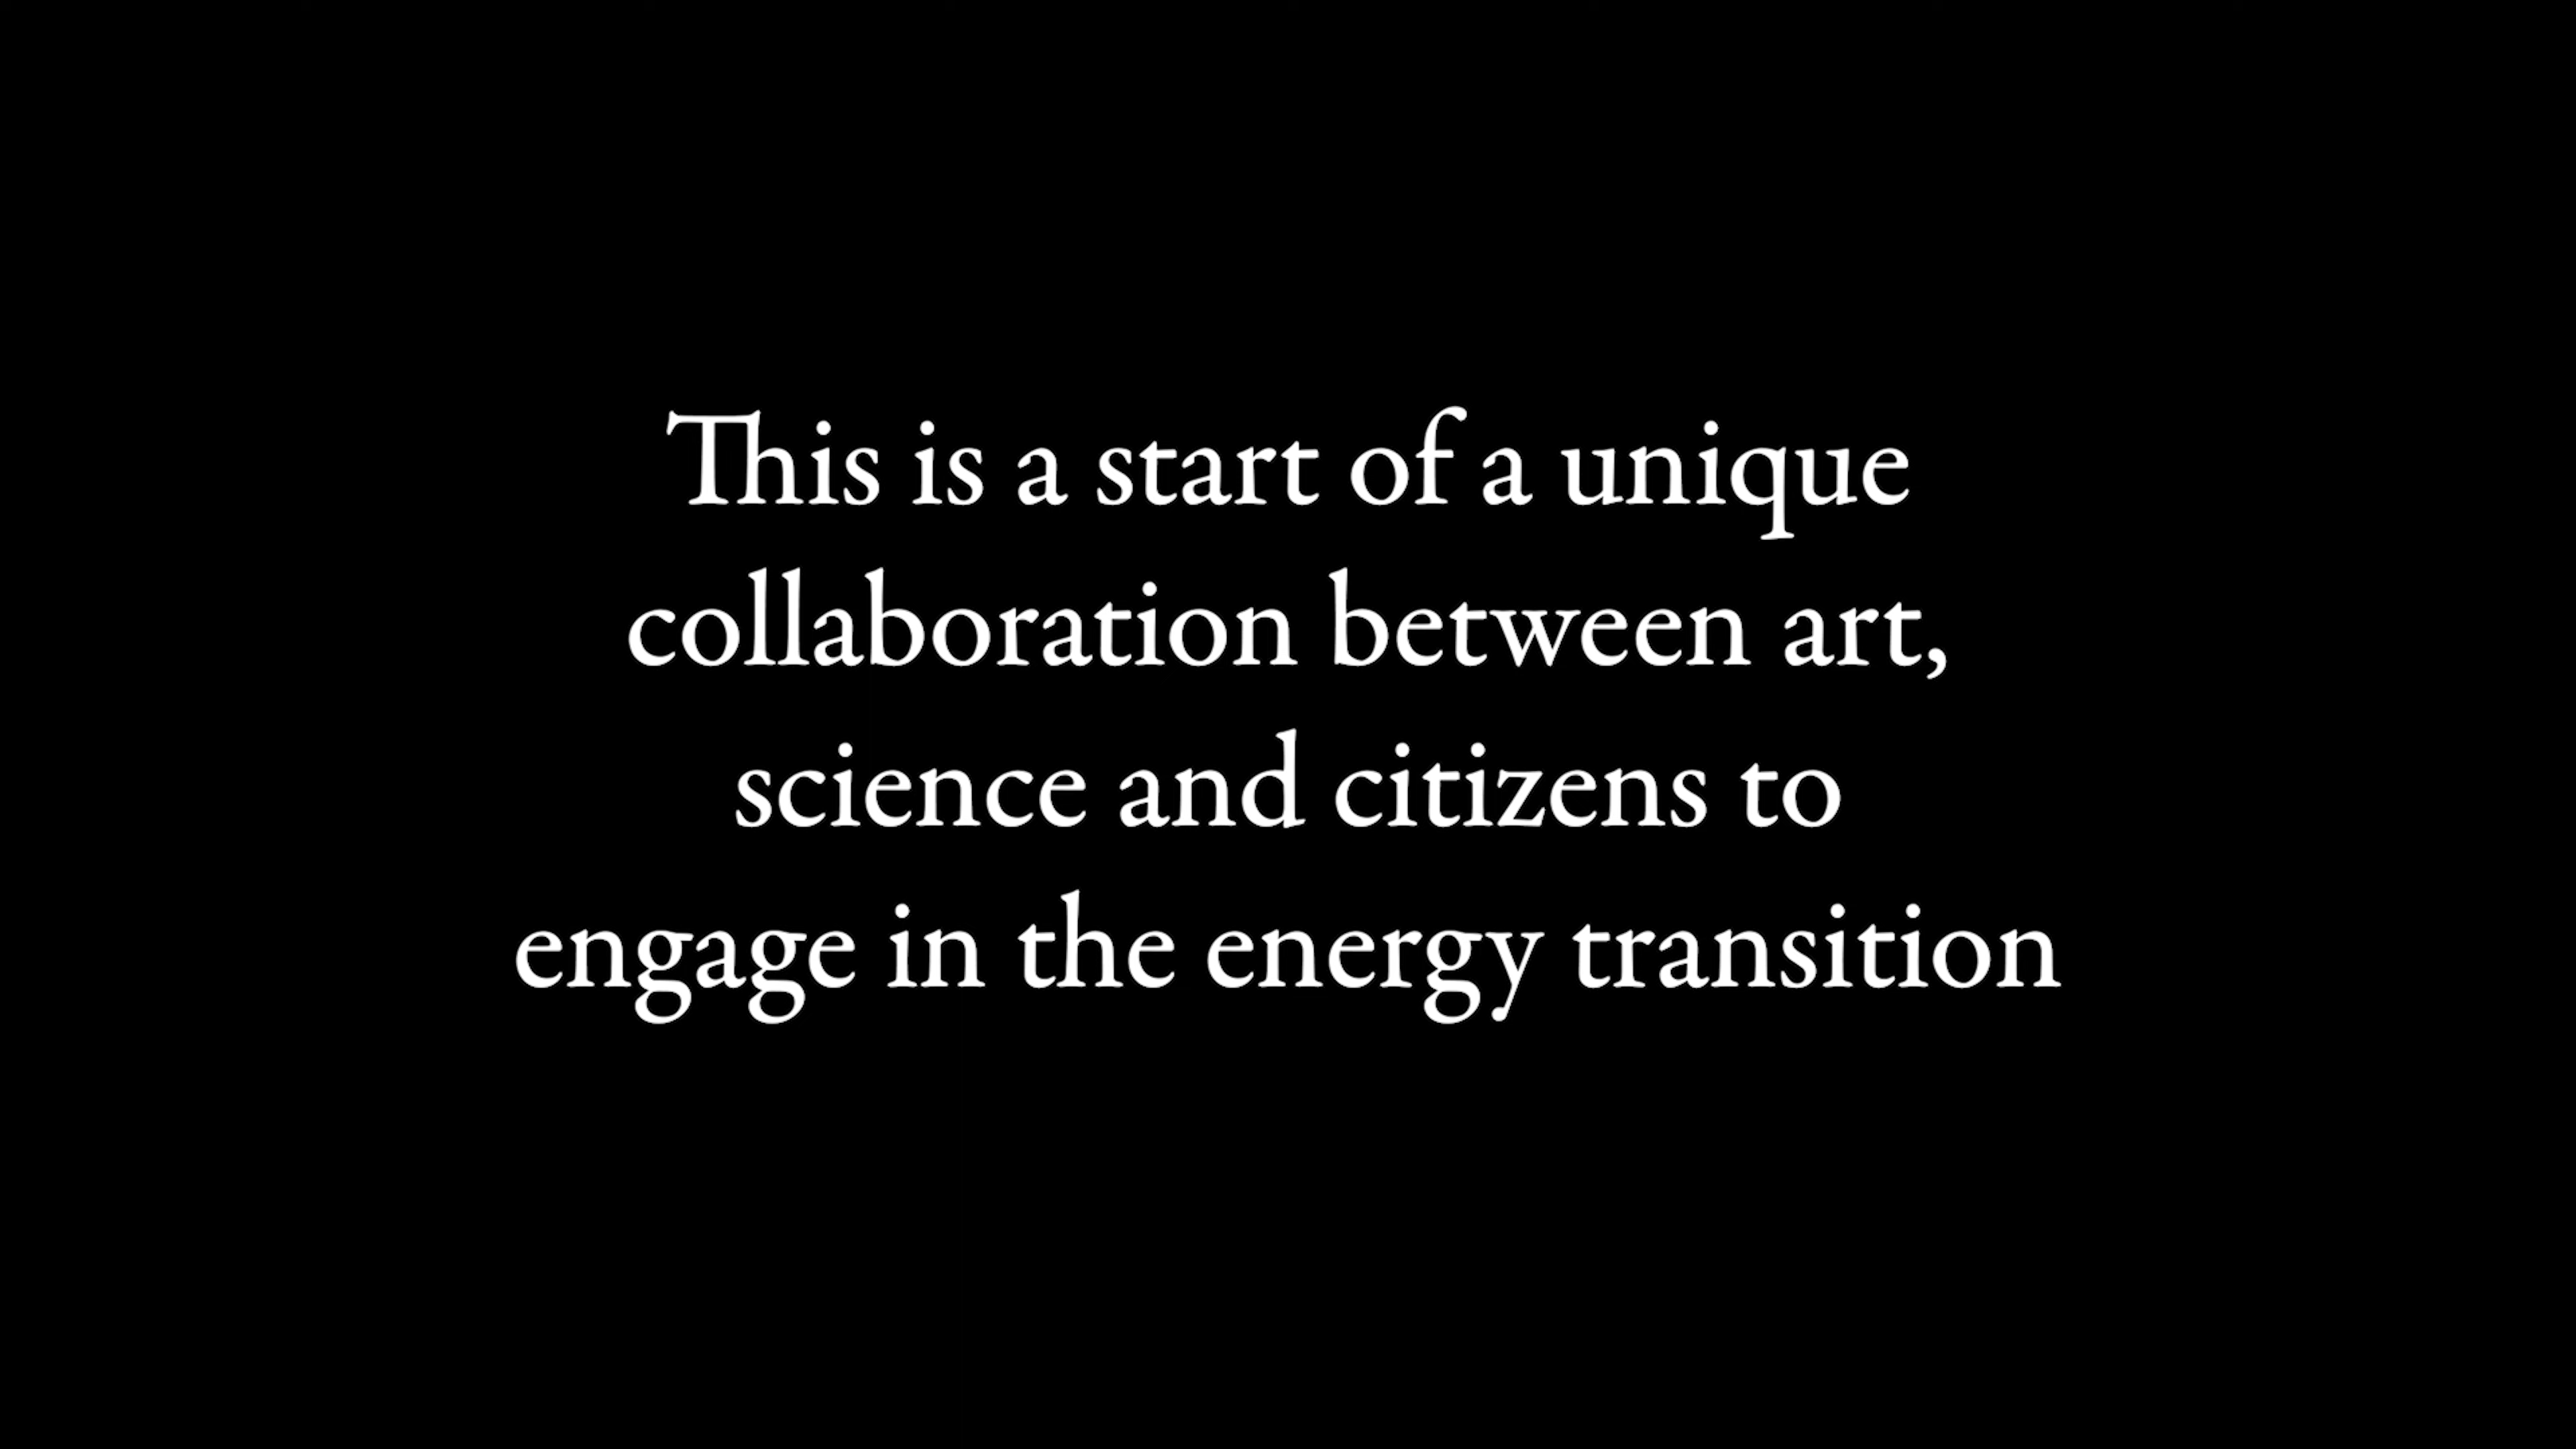 This is a start of a unique
collaboration between art,
science and citizens to
engage in the energy transition